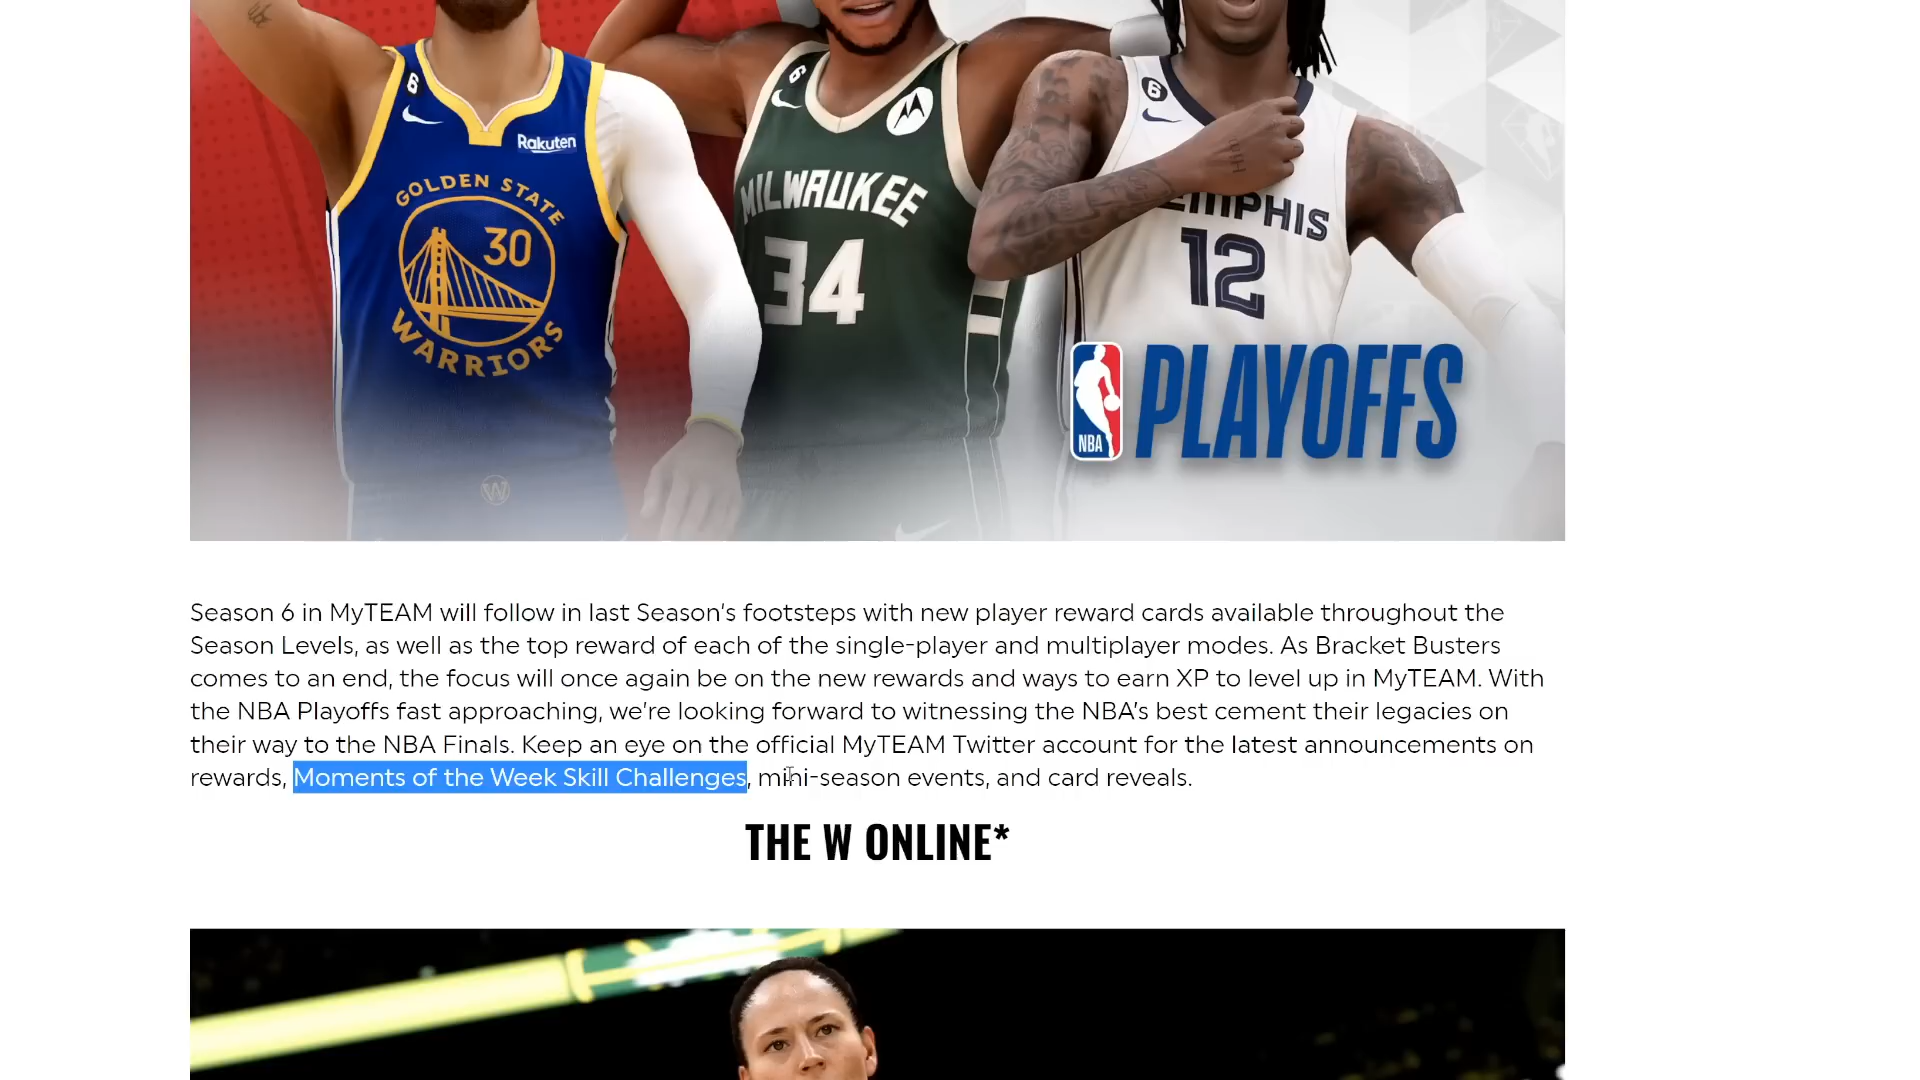 6
Rakuten
GOLDEN STATE
30
WARRIORS
6
MILWAUKEE
34
6
MEMPHIS
12
NBA
PLAYOFFS
Season 6 in MyTEAM will follow in last Season's footsteps with new player reward cards available throughout the
Season Levels, as well as the top reward of each of the single-player and multiplayer modes. As Bracket Busters
comes to an end, the focus will once again be on the new rewards and ways to earn XP to level up in MyTEAM. With
the NBA Playoffs fast approaching, we're looking forward to witnessing the NBA's best cement their legacies on
their way to the NBA Finals. Keep an eye on the official MyTEAM Twitter account for the latest announcements on
rewards, Moments of the Week Skill Challenges, mini-season events, and card reveals.
THE W ONLINE*